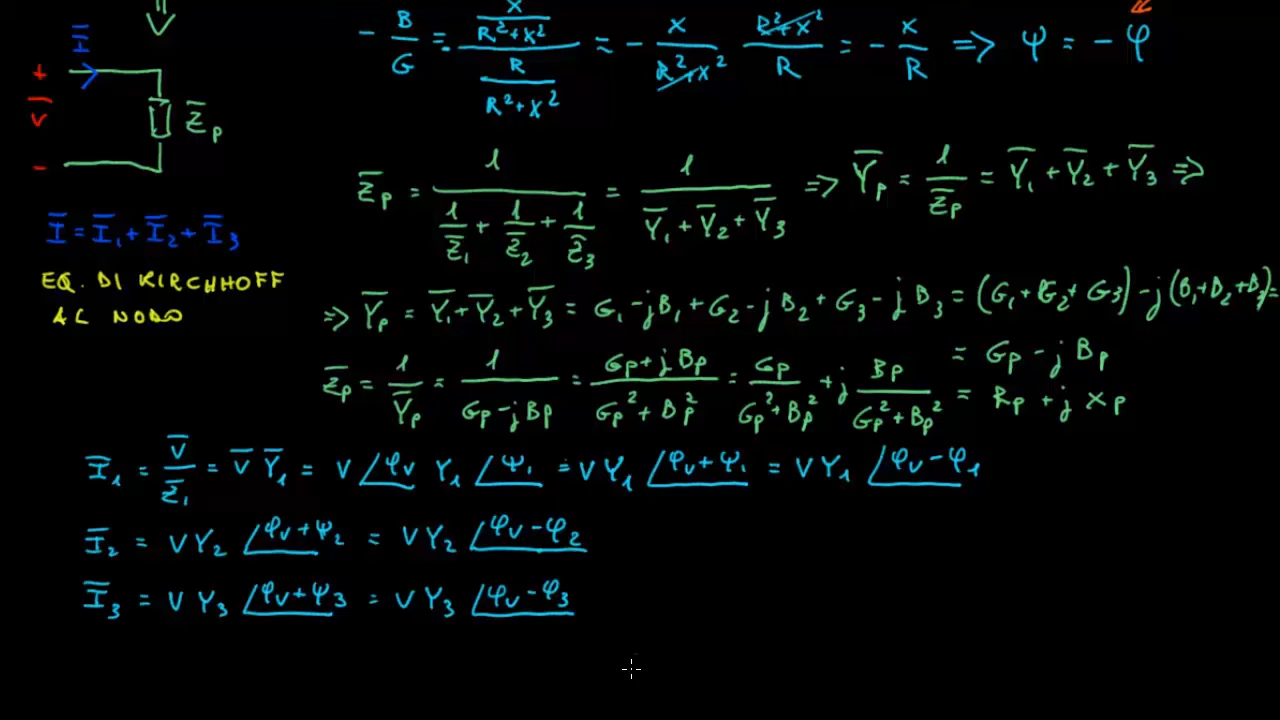 - B/G = (X/(R²+X²))/(R/(R²+X²)) = - X/(R²+X²) (R²+X²)/R = - X/R => ψ = - φ
Ī
+
V̄
-
Z̄p
Z̄p = 1/(1/Z̄1 + 1/Z̄2 + 1/Z̄3) = 1/(Ȳ1 + Ȳ2 + Ȳ3) => Ȳp = 1/Z̄p = Ȳ1 + Ȳ2 + Ȳ3 =>
Ī = Ī1 + Ī2 + Ī3
EQ. DI KIRCHHOFF
AL NODO
=> Ȳp = Ȳ1 + Ȳ2 + Ȳ3 = G1 - jB1 + G2 - jB2 + G3 - jB3 = (G1 + G2 + G3) - j(B1 + B2 + B3) =
= Gp - jBp
Z̄p = 1/Ȳp = 1/(Gp - jBp) = (Gp + jBp)/(Gp² + Bp²) = Gp/(Gp² + Bp²) + j Bp/(Gp² + Bp²) = Rp + jXp
Ī1 = V̄/Z̄1 = V̄ Ȳ1 = V∠φv Y1∠ψ1 = VY1∠φv+ψ1 = VY1∠φv-φ1
Ī2 = VY2∠φv+ψ2 = VY2∠φv-φ2
Ī3 = VY3∠φv+ψ3 = VY3∠φv-φ3